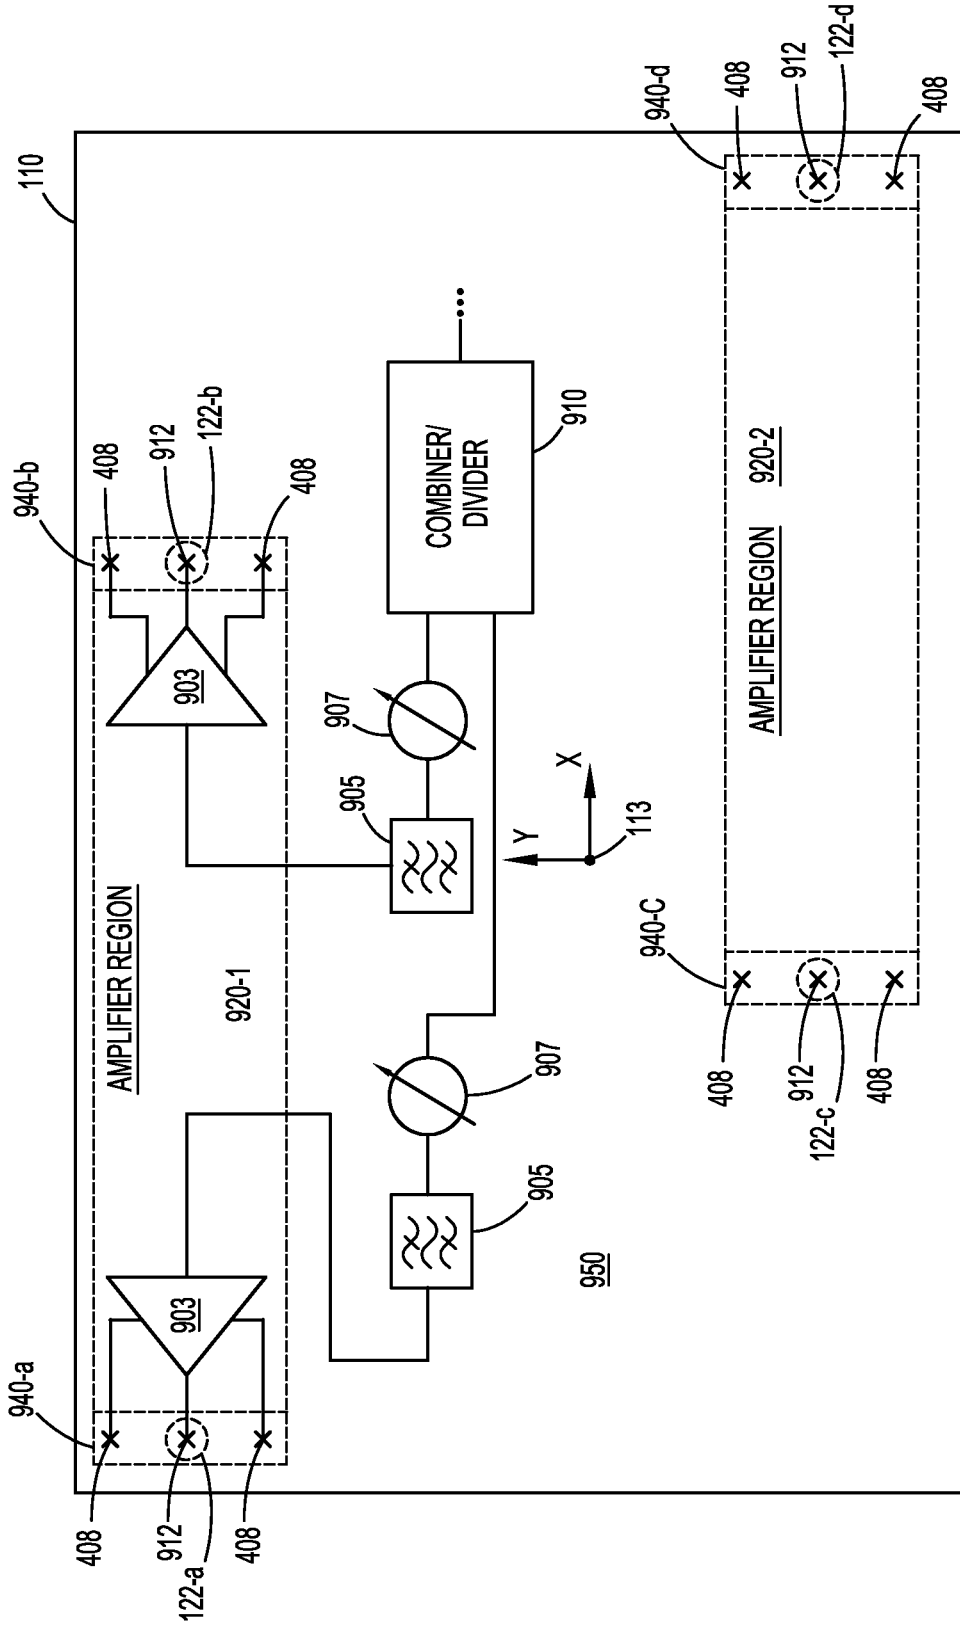 110
940-a
408
912
122-a
408
903
AMPLIFIER REGION
920-1
903
940-b
408
912
122-b
408
905
907
905
907
COMBINER/
DIVIDER
910
...
950
Y
X
113
940-C
408
912
122-c
408
AMPLIFIER REGION
920-2
940-d
408
912
122-d
408